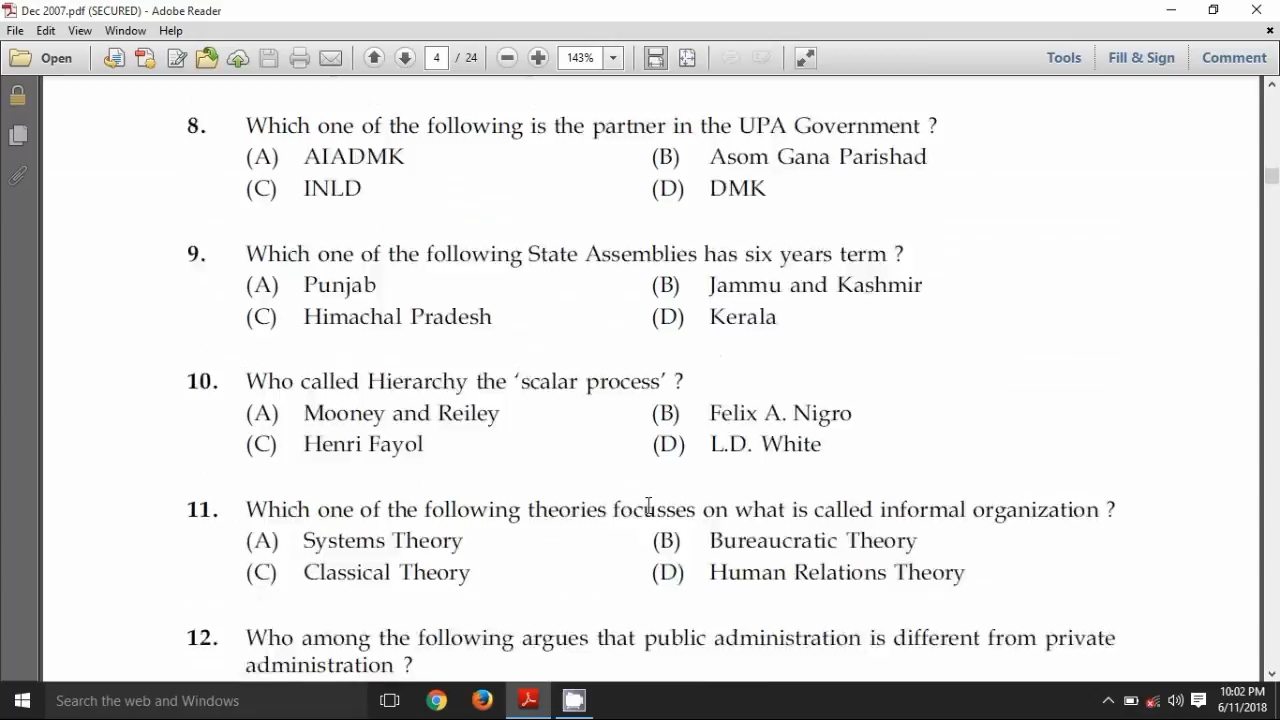 Dec 2007.pdf (SECURED) - Adobe Reader
File Edit View Window Help
Open 4 / 24 143% Tools Fill & Sign Comment
8. Which one of the following is the partner in the UPA Government ?
(A) AIADMK (B) Asom Gana Parishad
(C) INLD (D) DMK
9. Which one of the following State Assemblies has six years term ?
(A) Punjab (B) Jammu and Kashmir
(C) Himachal Pradesh (D) Kerala
10. Who called Hierarchy the ‘scalar process’ ?
(A) Mooney and Reiley (B) Felix A. Nigro
(C) Henri Fayol (D) L.D. White
11. Which one of the following theories focusses on what is called informal organization ?
(A) Systems Theory (B) Bureaucratic Theory
(C) Classical Theory (D) Human Relations Theory
12. Who among the following argues that public administration is different from private
administration ?
Search the web and Windows
10:02 PM
6/11/2018